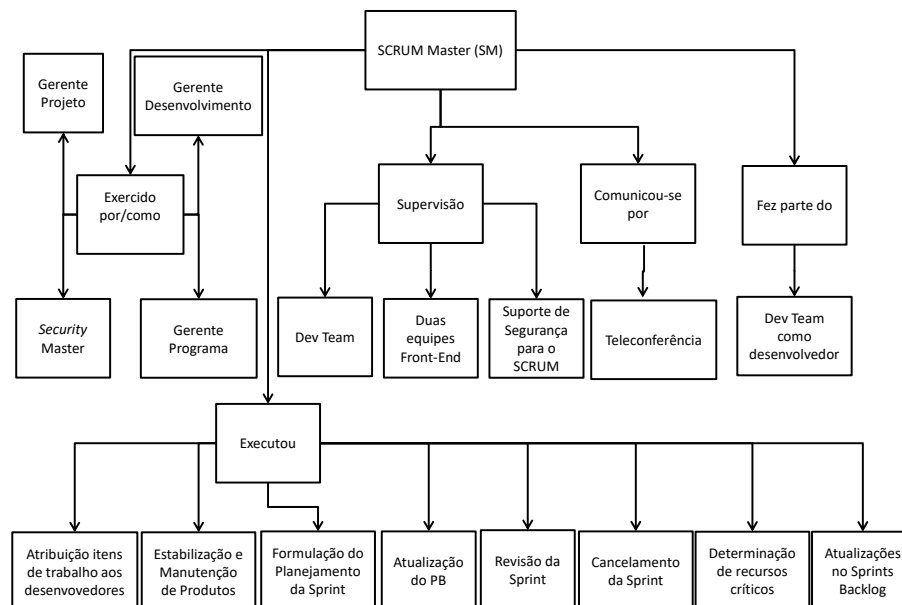 SCRUM Master (SM)
Gerente
Projeto
Gerente
Desenvolvimento
Exercido
por/como
Supervisão
Comunicou-se
por
Fez parte do
Security
Master
Gerente
Programa
Dev Team
Duas
equipes
Front-End
Suporte de
Segurança
para o
SCRUM
Teleconferência
Dev Team
como
desenvolvedor
Executou
Atribuição itens
de trabalho aos
desenvovedores
Estabilização e
Manutenção de
Produtos
Formulação do
Planejamento
da Sprint
Atualização
do PB
Revisão da
Sprint
Cancelamento
da Sprint
Determinação
de recursos
críticos
Atualizações
no Sprints
Backlog